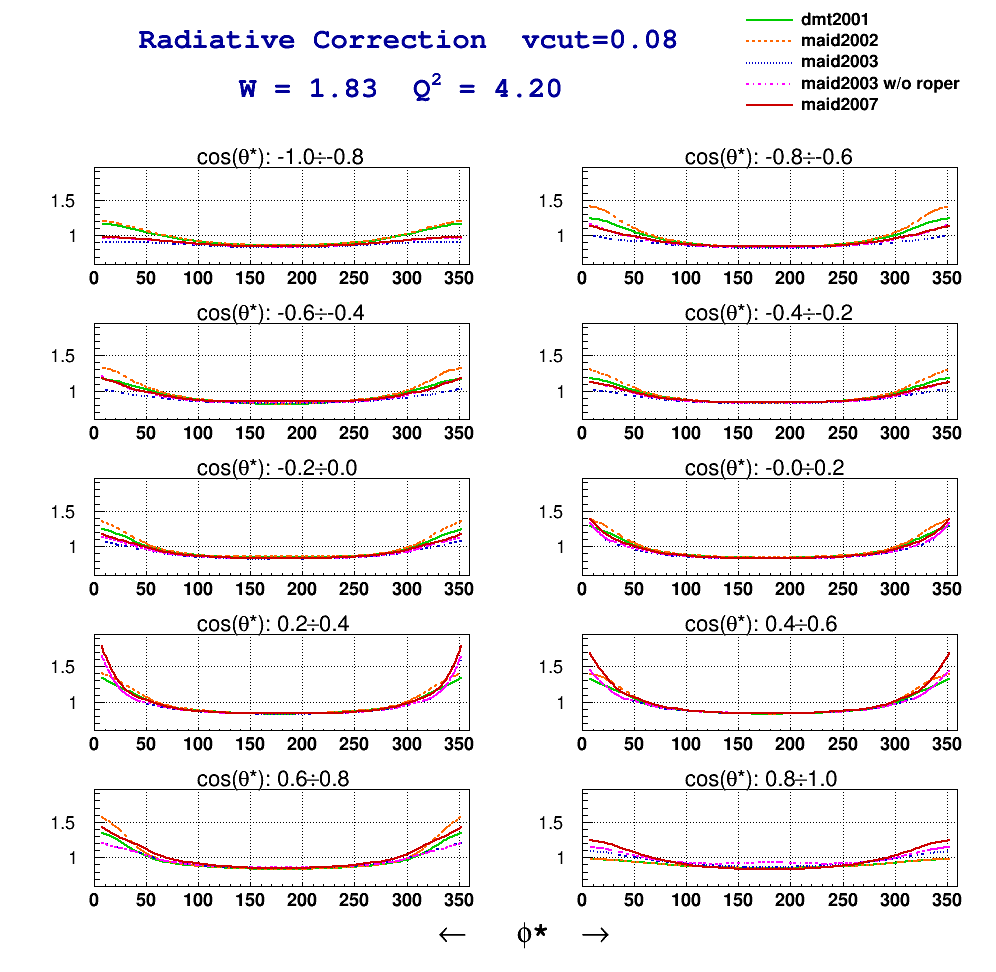 Radiative Correction vcut=0.08
W = 1.83 Q² = 4.20
dmt2001
maid2002
maid2003
maid2003 w/o roper
maid2007
cos(θ*): -1.0÷-0.8
1.5
1
0 50 100 150 200 250 300 350
cos(θ*): -0.8÷-0.6
1.5
1
0 50 100 150 200 250 300 350
cos(θ*): -0.6÷-0.4
1.5
1
0 50 100 150 200 250 300 350
cos(θ*): -0.4÷-0.2
1.5
1
0 50 100 150 200 250 300 350
cos(θ*): -0.2÷0.0
1.5
1
0 50 100 150 200 250 300 350
cos(θ*): -0.0÷0.2
1.5
1
0 50 100 150 200 250 300 350
cos(θ*): 0.2÷0.4
1.5
1
0 50 100 150 200 250 300 350
cos(θ*): 0.4÷0.6
1.5
1
0 50 100 150 200 250 300 350
cos(θ*): 0.6÷0.8
1.5
1
0 50 100 150 200 250 300 350
cos(θ*): 0.8÷1.0
1.5
1
0 50 100 150 200 250 300 350
← ϕ* →